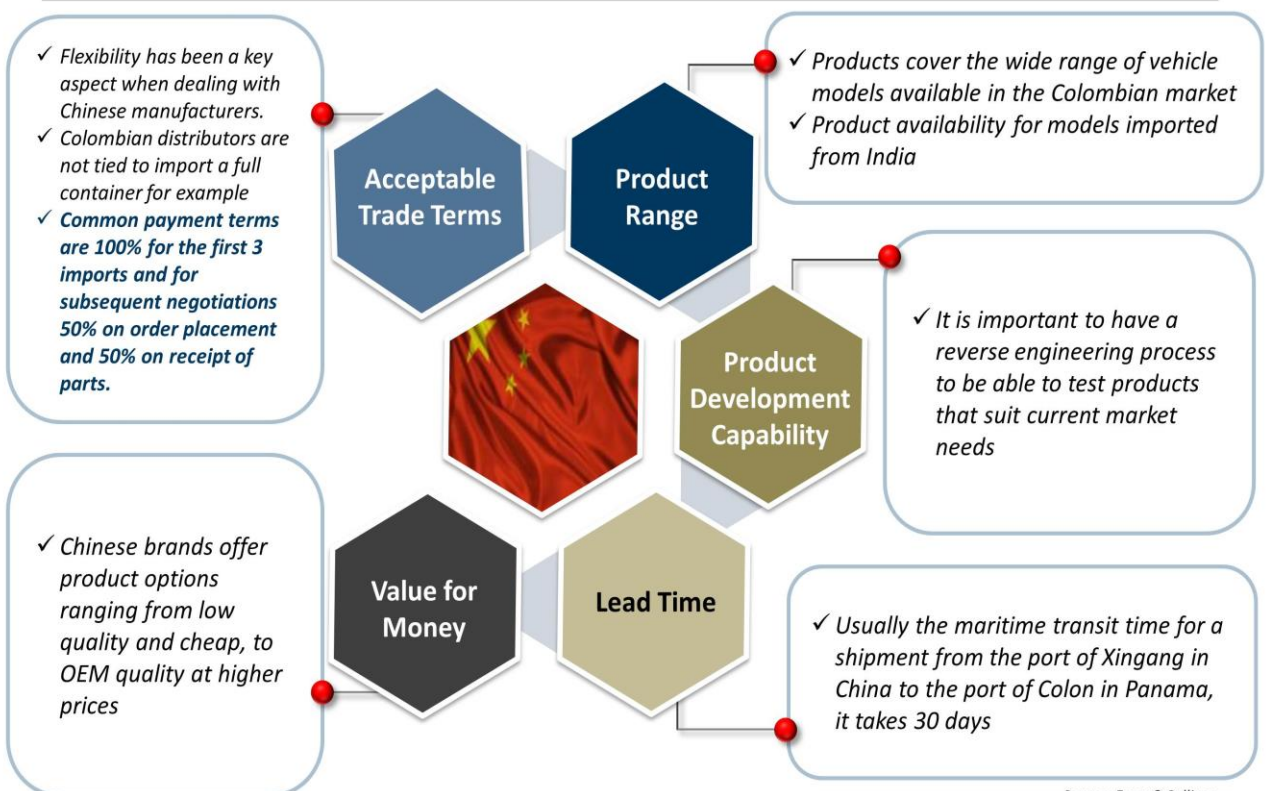 ✓ Flexibility has been a key
aspect when dealing with
Chinese manufacturers.
✓ Colombian distributors are
not tied to import a full
container for example
✓ Common payment terms
are 100% for the first 3
imports and for
subsequent negotiations
50% on order placement
and 50% on receipt of
parts.
Acceptable
Trade Terms
Product
Range
✓ Products cover the wide range of vehicle
models available in the Colombian market
✓ Product availability for models imported
from India
Product
Development
Capability
✓ It is important to have a
reverse engineering process
to be able to test products
that suit current market
needs
✓ Chinese brands offer
product options
ranging from low
quality and cheap, to
OEM quality at higher
prices
Value for
Money
Lead Time
✓ Usually the maritime transit time for a
shipment from the port of Xingang in
China to the port of Colon in Panama,
it takes 30 days